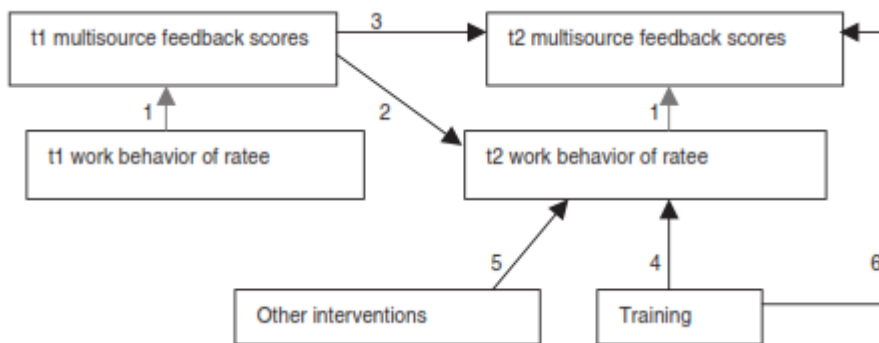 t1 multisource feedback scores
3
t2 multisource feedback scores
1
2
1
t1 work behavior of ratee
t2 work behavior of ratee
5
4
6
Other interventions
Training